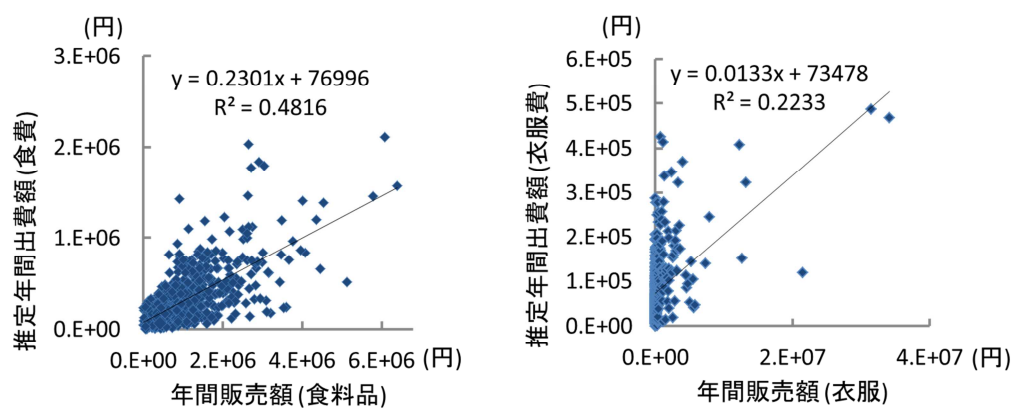 (円)
3.E+06
2.E+06
1.E+06
0.E+00
推定年間出費額(食費)
y = 0.2301x + 76996
R² = 0.4816
0.E+00 2.E+06 4.E+06 6.E+06 (円)
年間販売額(食料品)
(円)
6.E+05
5.E+05
4.E+05
3.E+05
2.E+05
1.E+05
0.E+00
推定年間出費額(衣服費)
y = 0.0133x + 73478
R² = 0.2233
0.E+00 2.E+07 4.E+07 (円)
年間販売額(衣服)